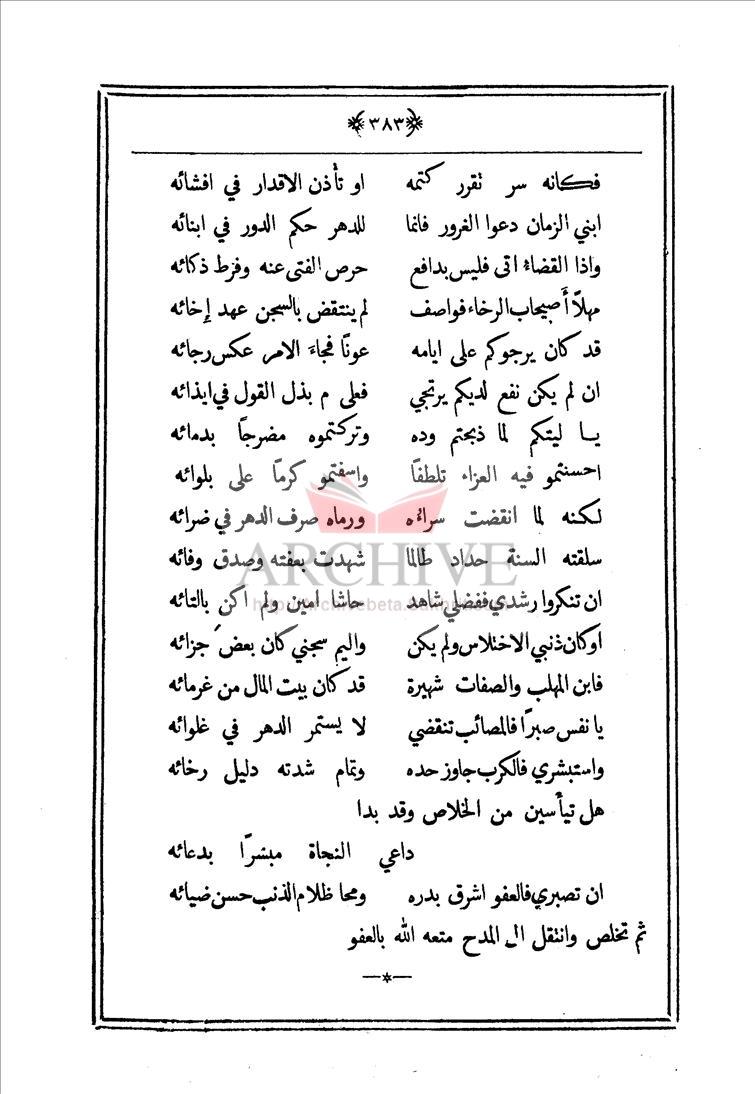 ٣٨٣
فكانه سر تقرر كتمه او تأذن الاقدار في افشائه
ابني الزمان دعوا الغرور فانما للدهر حكم الدور في ابنائه
واذا القضاء اتى فليس بدافع حرص الفتى عنه وفرط ذكائه
مهلاً أَصيحاب الرخاء فواصف لم ينتقض بالسجن عهد إِخائه
قد كان يرجوكم على ايامه عوناً فجاءَ الامر عكس رجائه
ان لم يكن نفع لديكم يرتجي فعلى م بذل القول في ايذائه
يا ليتكم لما ذبحتم وده وتركتموه مضرجاً بدمائه
احسنتمو فيه العزاء تلطفاً واسفتمو كرماً على بلوائه
لكنه لما انقضت سراؤه ورماه صرف الدهر في ضرائه
سلقته السنة حداد طالما شهدت بعفته وصدق وفائه
ان تنكروا رشدي ففضلي شاهد حاشا امين ولم اكن بالتائه
اوكان ذنبي الاختلاس ولم يكن واليم سجني كان بعض جزائه
فابن المهلب والصفات شهيرة قد كان بيت المال من غرمائه
يا نفس صبراً فالمصائب تنقضي لا يستمر الدهر في غلوائه
واستبشري فالكرب جاوز حده وتمام شدته دليل رخائه
هل تيأسين من الخلاص وقد بدا
داعي النجاة مبشراً بدعائه
ان تصبري فالعفو اشرق بدره ومحا ظلام الذنب حسن ضيائه
ثم تخلص وانتقل الى المدح متعه الله بالعفو
ARCHIVE